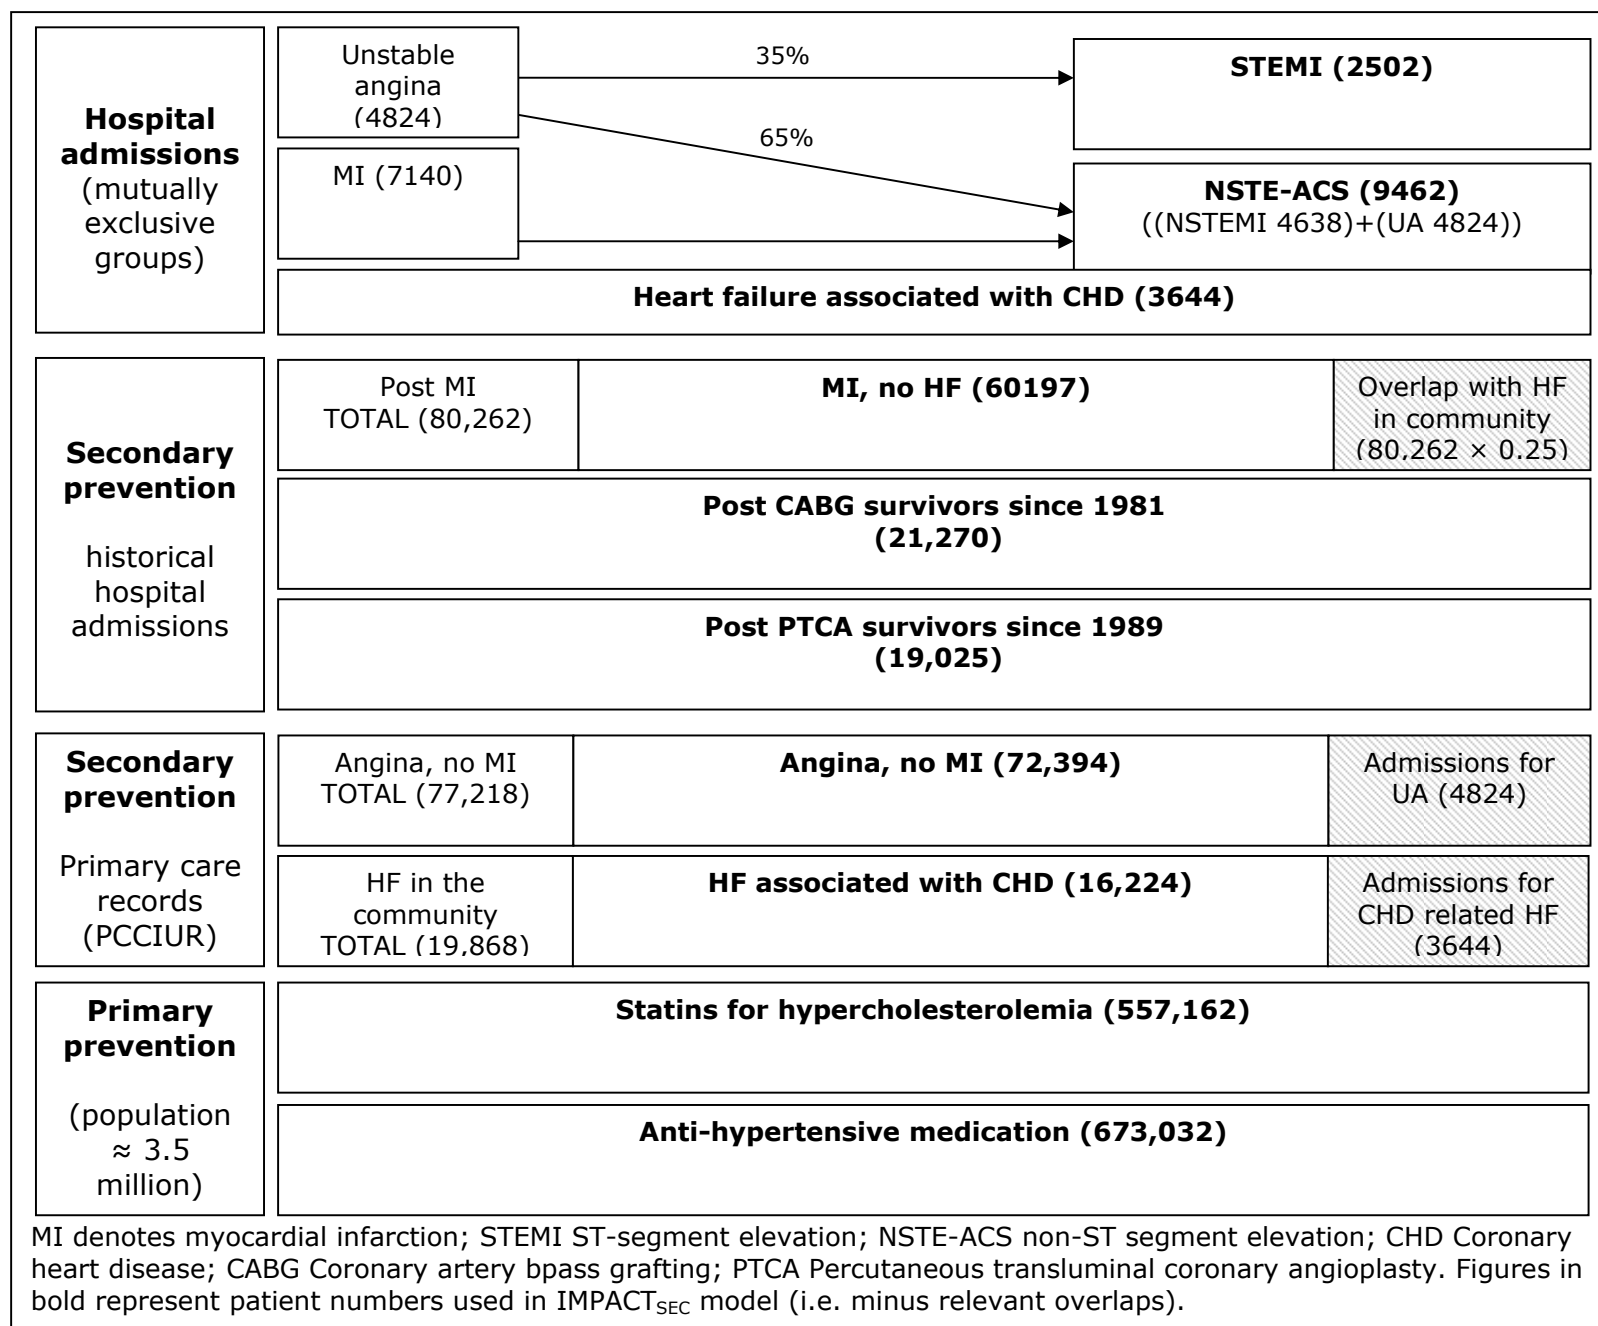 Hospital
admissions
(mutually
exclusive
groups)
Unstable
angina
(4824)
35%
STEMI (2502)
65%
MI (7140)
NSTE-ACS (9462)
((NSTEMI 4638)+(UA 4824))
Heart failure associated with CHD (3644)
Secondary
prevention
historical
hospital
admissions
Post MI
TOTAL (80,262)
MI, no HF (60197)
Overlap with HF
in community
(80,262 × 0.25)
Post CABG survivors since 1981
(21,270)
Post PTCA survivors since 1989
(19,025)
Secondary
prevention
Primary care
records
(PCCIUR)
Angina, no MI
TOTAL (77,218)
Angina, no MI (72,394)
Admissions for
UA (4824)
HF in the
community
TOTAL (19,868)
HF associated with CHD (16,224)
Admissions for
CHD related HF
(3644)
Primary
prevention
(population
≈ 3.5
million)
Statins for hypercholesterolemia (557,162)
Anti-hypertensive medication (673,032)
MI denotes myocardial infarction; STEMI ST-segment elevation; NSTE-ACS non-ST segment elevation; CHD Coronary
heart disease; CABG Coronary artery bpass grafting; PTCA Percutaneous transluminal coronary angioplasty. Figures in
bold represent patient numbers used in IMPACTSEC model (i.e. minus relevant overlaps).